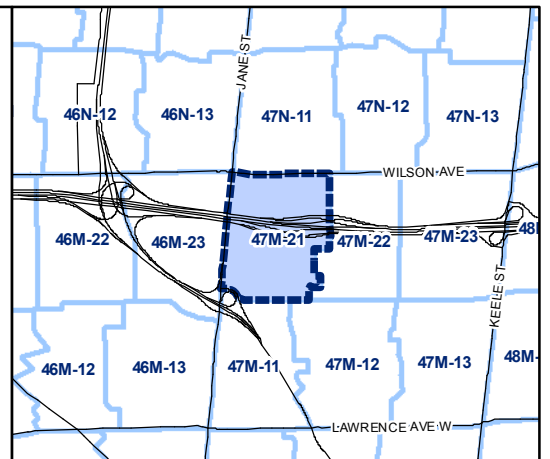 JANE ST
46N-12
46N-13
47N-11
47N-12
47N-13
WILSON AVE
46M-22
46M-23
47M-21
47M-22
47M-23
KEELE ST
46M-12
46M-13
47M-11
47M-12
47M-13
48M-
LAWRENCE AVE W